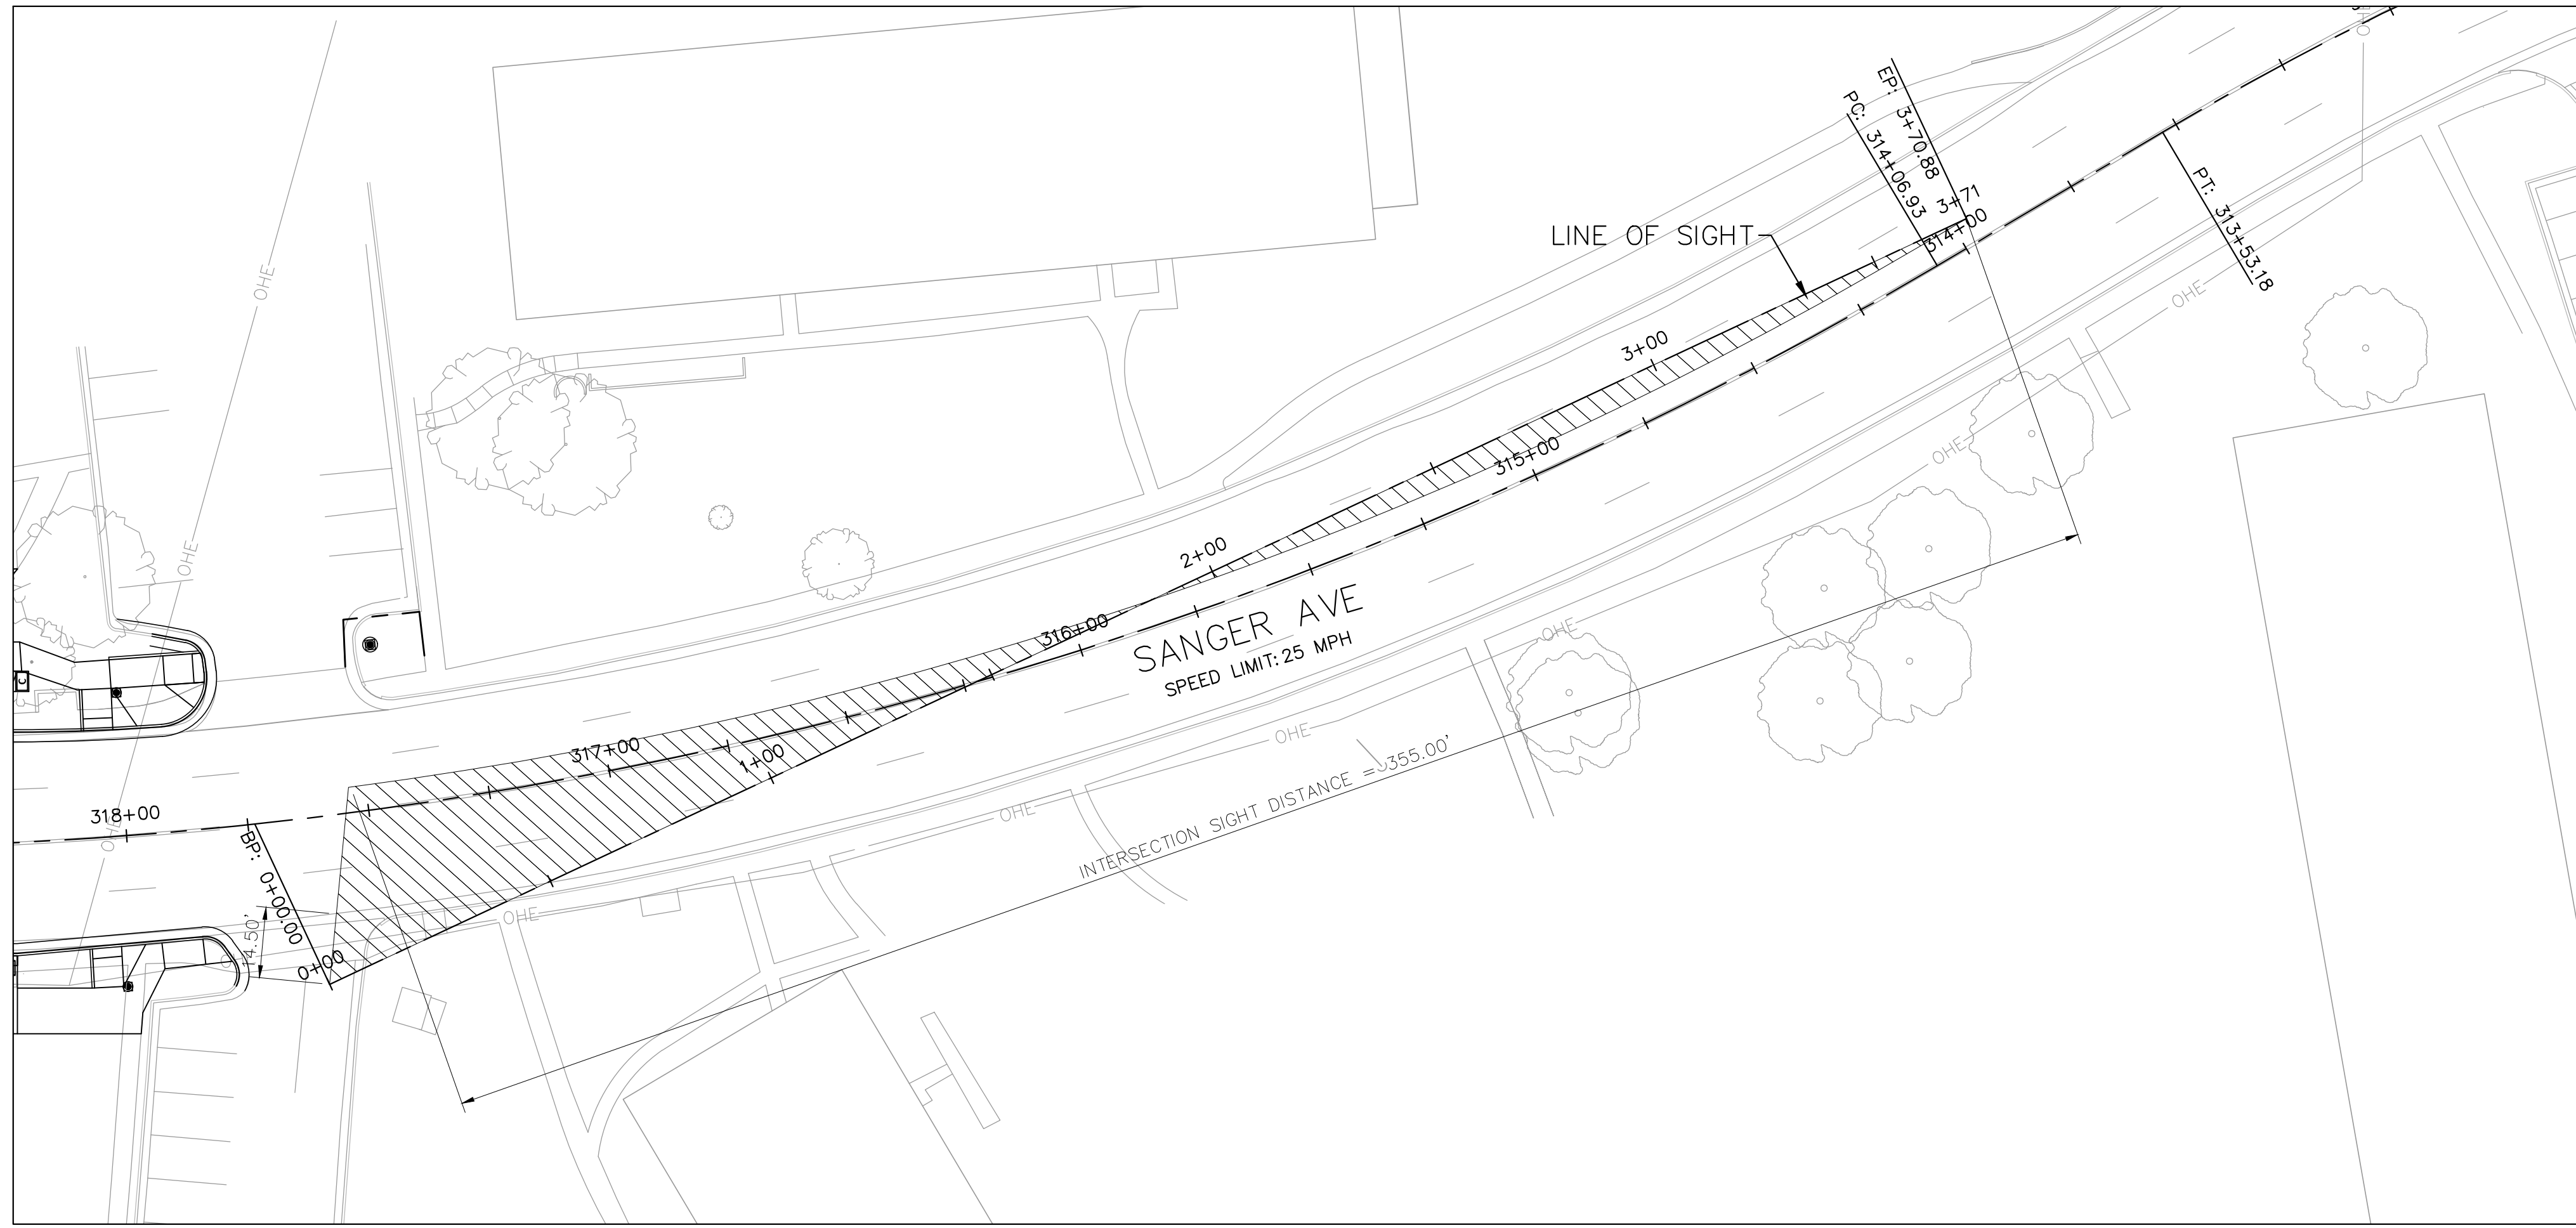 OHE
EP: 3+70.88
PC: 314+06.93
3+71
314+00
PT: 313+53.18
LINE OF SIGHT
OHE
OHE
3+00
315+00
OHE
2+00
OHE
316+00
SANGER AVE
SPEED LIMIT: 25 MPH
OHE
C
317+00
1+00
OHE
INTERSECTION SIGHT DISTANCE = 355.00'
318+00
OHE
OHE
BP: 0+00.00
OHE
14.50'
0+00